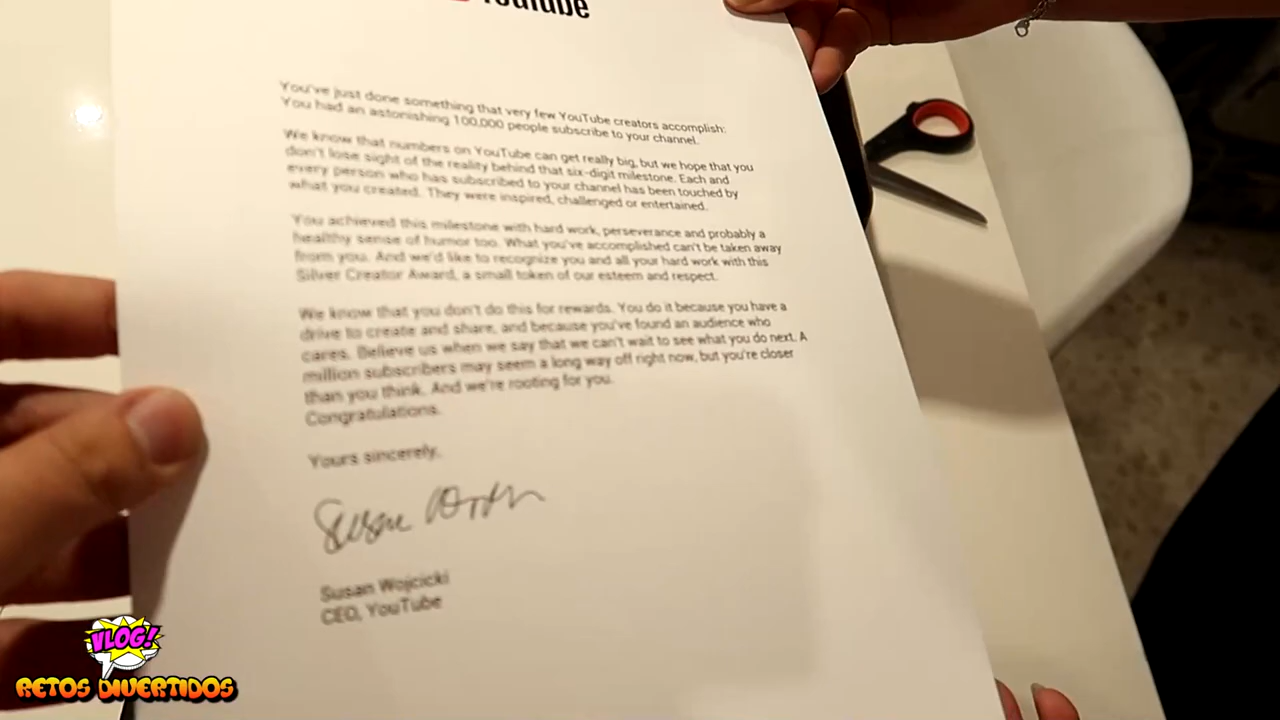 YouTube
You've just done something that very few YouTube creators accomplish:
You had an astonishing 100,000 people subscribe to your channel.
We know that numbers on YouTube can get really big, but we hope that you
don't lose sight of the reality behind that six-digit milestone. Each and
every person who has subscribed to your channel has been touched by
what you created. They were inspired, challenged or entertained.
You achieved this milestone with hard work, perseverance and probably a
healthy sense of humor too. What you've accomplished can't be taken away
from you. And we'd like to recognize you and all your hard work with this
Silver Creator Award, a small token of our esteem and respect.
We know that you don't do this for rewards. You do it because you have a
drive to create and share, and because you've found an audience who
cares. Believe us when we say that we can't wait to see what you do next. A
million subscribers may seem a long way off right now, but you're closer
than you think. And we're rooting for you.
Congratulations.
Yours sincerely,
Susan Wojcicki
CEO, YouTube
VLOG!
RETOS DIVERTIDOS